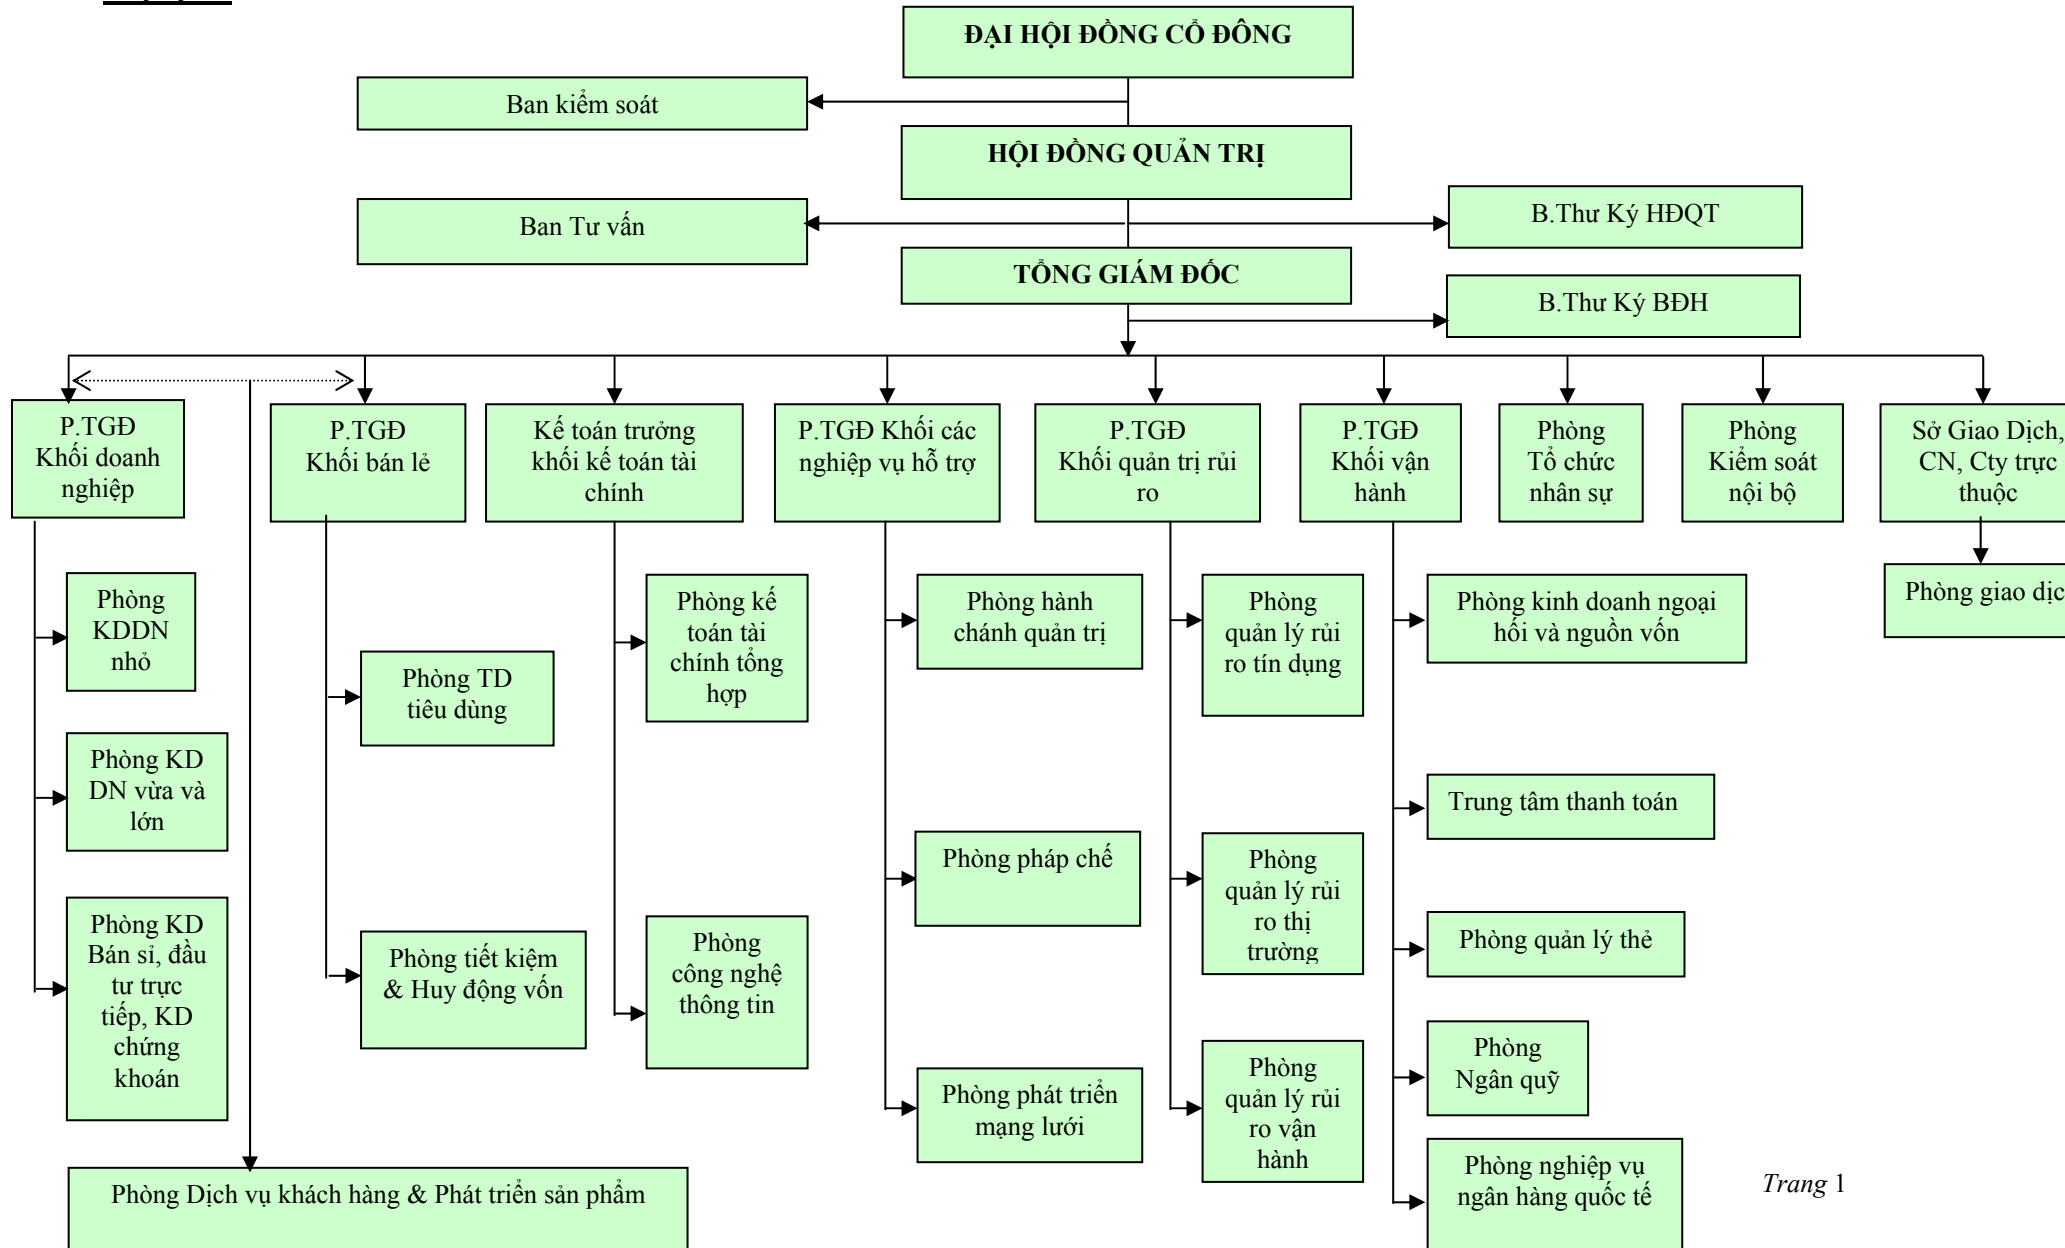 ĐẠI HỘI ĐỒNG CỔ ĐÔNG
Ban kiểm soát
HỘI ĐỒNG QUẢN TRỊ
Ban Tư vấn
B.Thư Ký HĐQT
TỔNG GIÁM ĐỐC
B.Thư Ký BĐH
P.TGĐ
Khối doanh
nghiệp
P.TGĐ
Khối bán lẻ
Kế toán trưởng
khối kế toán tài
chính
P.TGĐ Khối các
nghiệp vụ hỗ trợ
P.TGĐ
Khối quản trị rủi
ro
P.TGĐ
Khối vận
hành
Phòng
Tổ chức
nhân sự
Phòng
Kiểm soát
nội bộ
Sở Giao Dịch,
CN, Cty trực
thuộc
Phòng
KDDN
nhỏ
Phòng KD
DN vừa và
lớn
Phòng KD
Bán sỉ, đầu
tư trực
tiếp, KD
chứng
khoán
Phòng TD
tiêu dùng
Phòng tiết kiệm
& Huy động vốn
Phòng kế
toán tài
chính tổng
hợp
Phòng
công nghệ
thông tin
Phòng hành
chánh quản trị
Phòng pháp chế
Phòng phát triển
mạng lưới
Phòng
quản lý rủi
ro tín dụng
Phòng
quản lý rủi
ro thị
trường
Phòng
quản lý rủi
ro vận
hành
Phòng kinh doanh ngoại
hối và nguồn vốn
Trung tâm thanh toán
Phòng quản lý thẻ
Phòng
Ngân quỹ
Phòng nghiệp vụ
ngân hàng quốc tế
Phòng giao dịc
Phòng Dịch vụ khách hàng & Phát triển sản phẩm
Trang 1